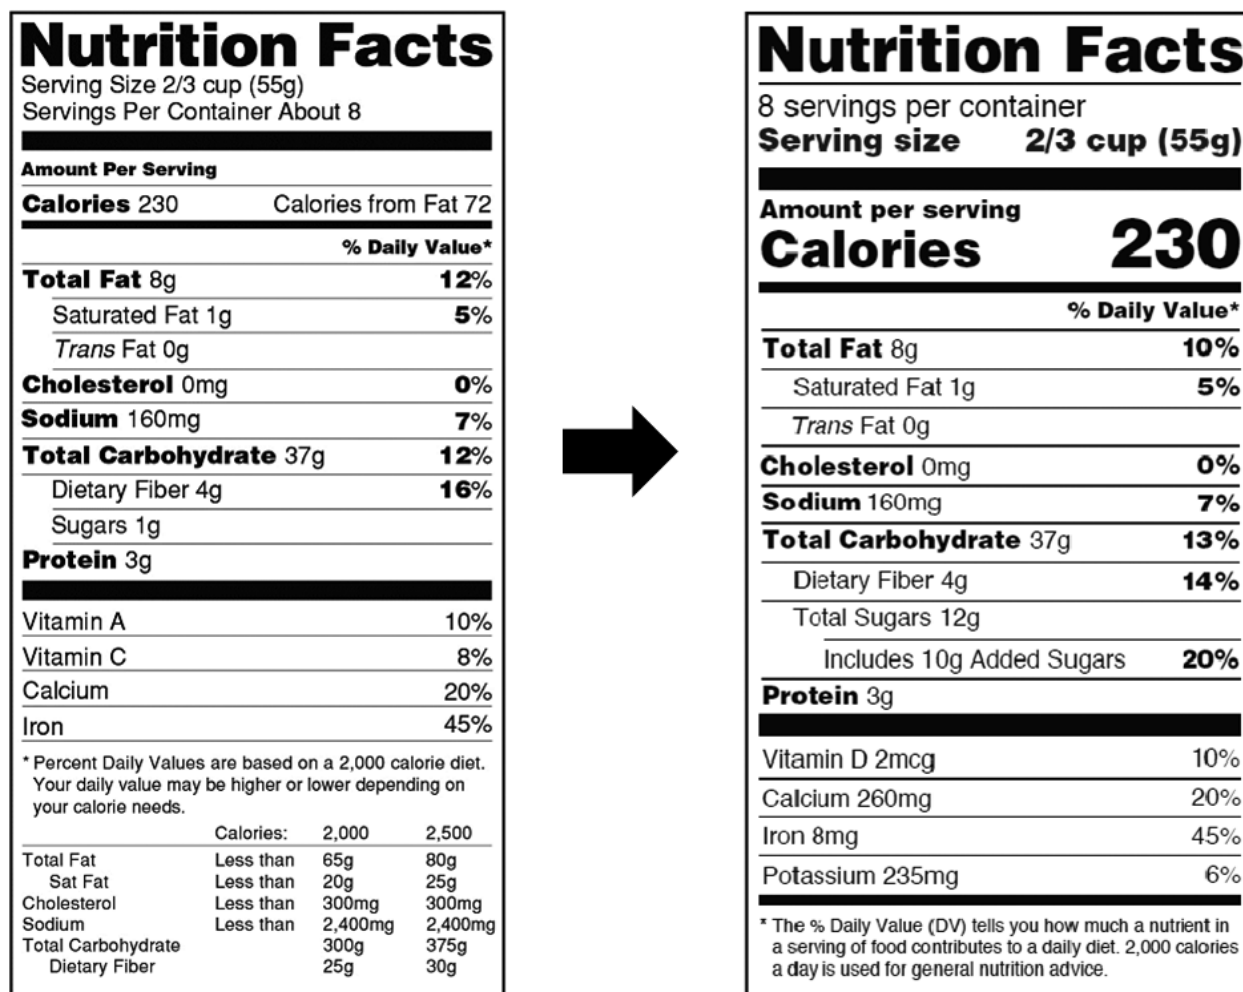 Nutrition Facts
Serving Size 2/3 cup (55g)
Servings Per Container About 8
Amount Per Serving
Calories 230 Calories from Fat 72
% Daily Value*
Total Fat 8g 12%
Saturated Fat 1g 5%
Trans Fat 0g
Cholesterol 0mg 0%
Sodium 160mg 7%
Total Carbohydrate 37g 12%
Dietary Fiber 4g 16%
Sugars 1g
Protein 3g
Vitamin A 10%
Vitamin C 8%
Calcium 20%
Iron 45%
* Percent Daily Values are based on a 2,000 calorie diet.
Your daily value may be higher or lower depending on
your calorie needs.
Calories: 2,000 2,500
Total Fat Less than 65g 80g
Sat Fat Less than 20g 25g
Cholesterol Less than 300mg 300mg
Sodium Less than 2,400mg 2,400mg
Total Carbohydrate 300g 375g
Dietary Fiber 25g 30g
Nutrition Facts
8 servings per container
Serving size 2/3 cup (55g)
Amount per serving
Calories 230
% Daily Value*
Total Fat 8g 10%
Saturated Fat 1g 5%
Trans Fat 0g
Cholesterol 0mg 0%
Sodium 160mg 7%
Total Carbohydrate 37g 13%
Dietary Fiber 4g 14%
Total Sugars 12g
Includes 10g Added Sugars 20%
Protein 3g
Vitamin D 2mcg 10%
Calcium 260mg 20%
Iron 8mg 45%
Potassium 235mg 6%
* The % Daily Value (DV) tells you how much a nutrient in
a serving of food contributes to a daily diet. 2,000 calories
a day is used for general nutrition advice.